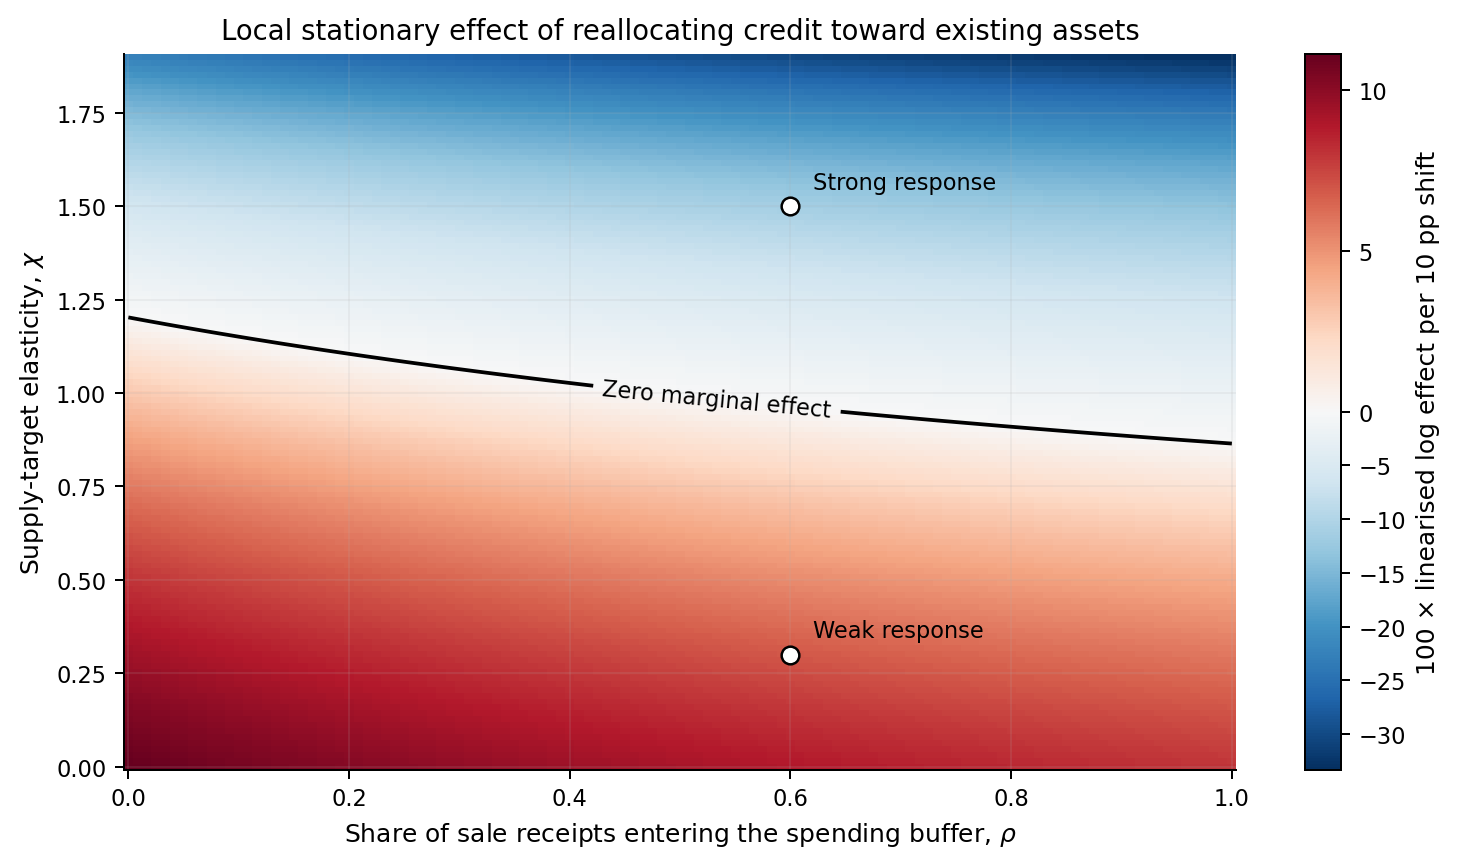 Local stationary effect of reallocating credit toward existing assets
Supply-target elasticity, χ
1.75
1.50
1.25
1.00
0.75
0.50
0.25
0.00
Strong response
Zero marginal effect
Weak response
0.0 0.2 0.4 0.6 0.8 1.0
Share of sale receipts entering the spending buffer, ρ
10
5
0
−5
−10
−15
−20
−25
−30
100 × linearised log effect per 10 pp shift